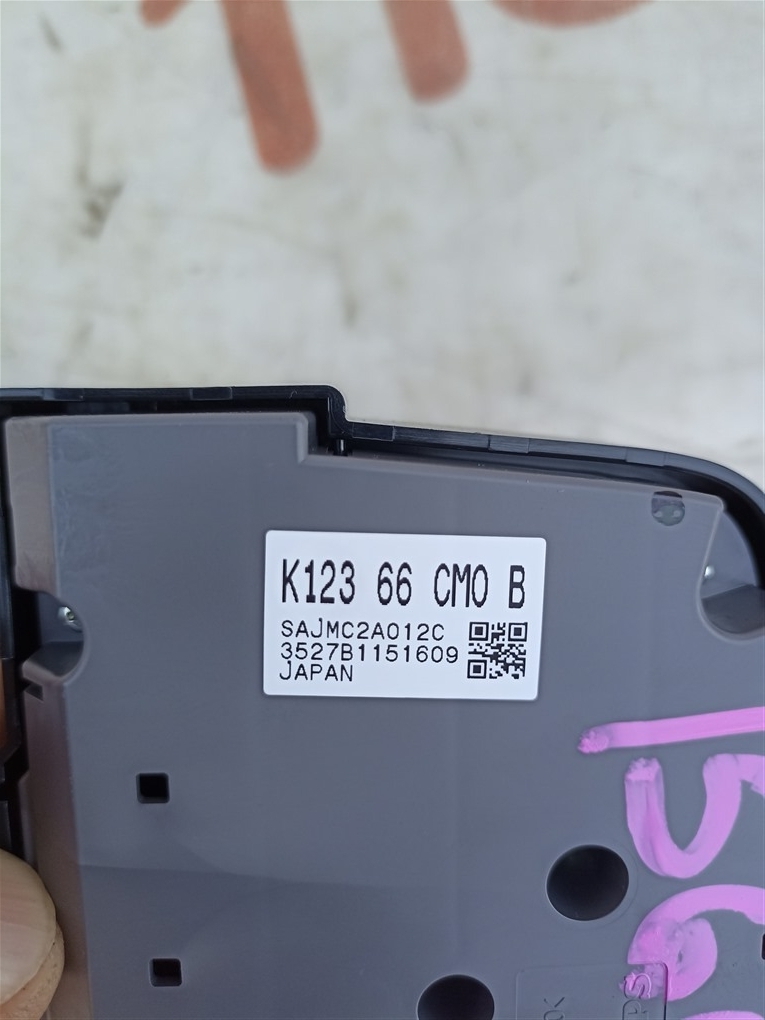 K123 66 CM0 B
SAJMC2A012C
3527B1151609
JAPAN